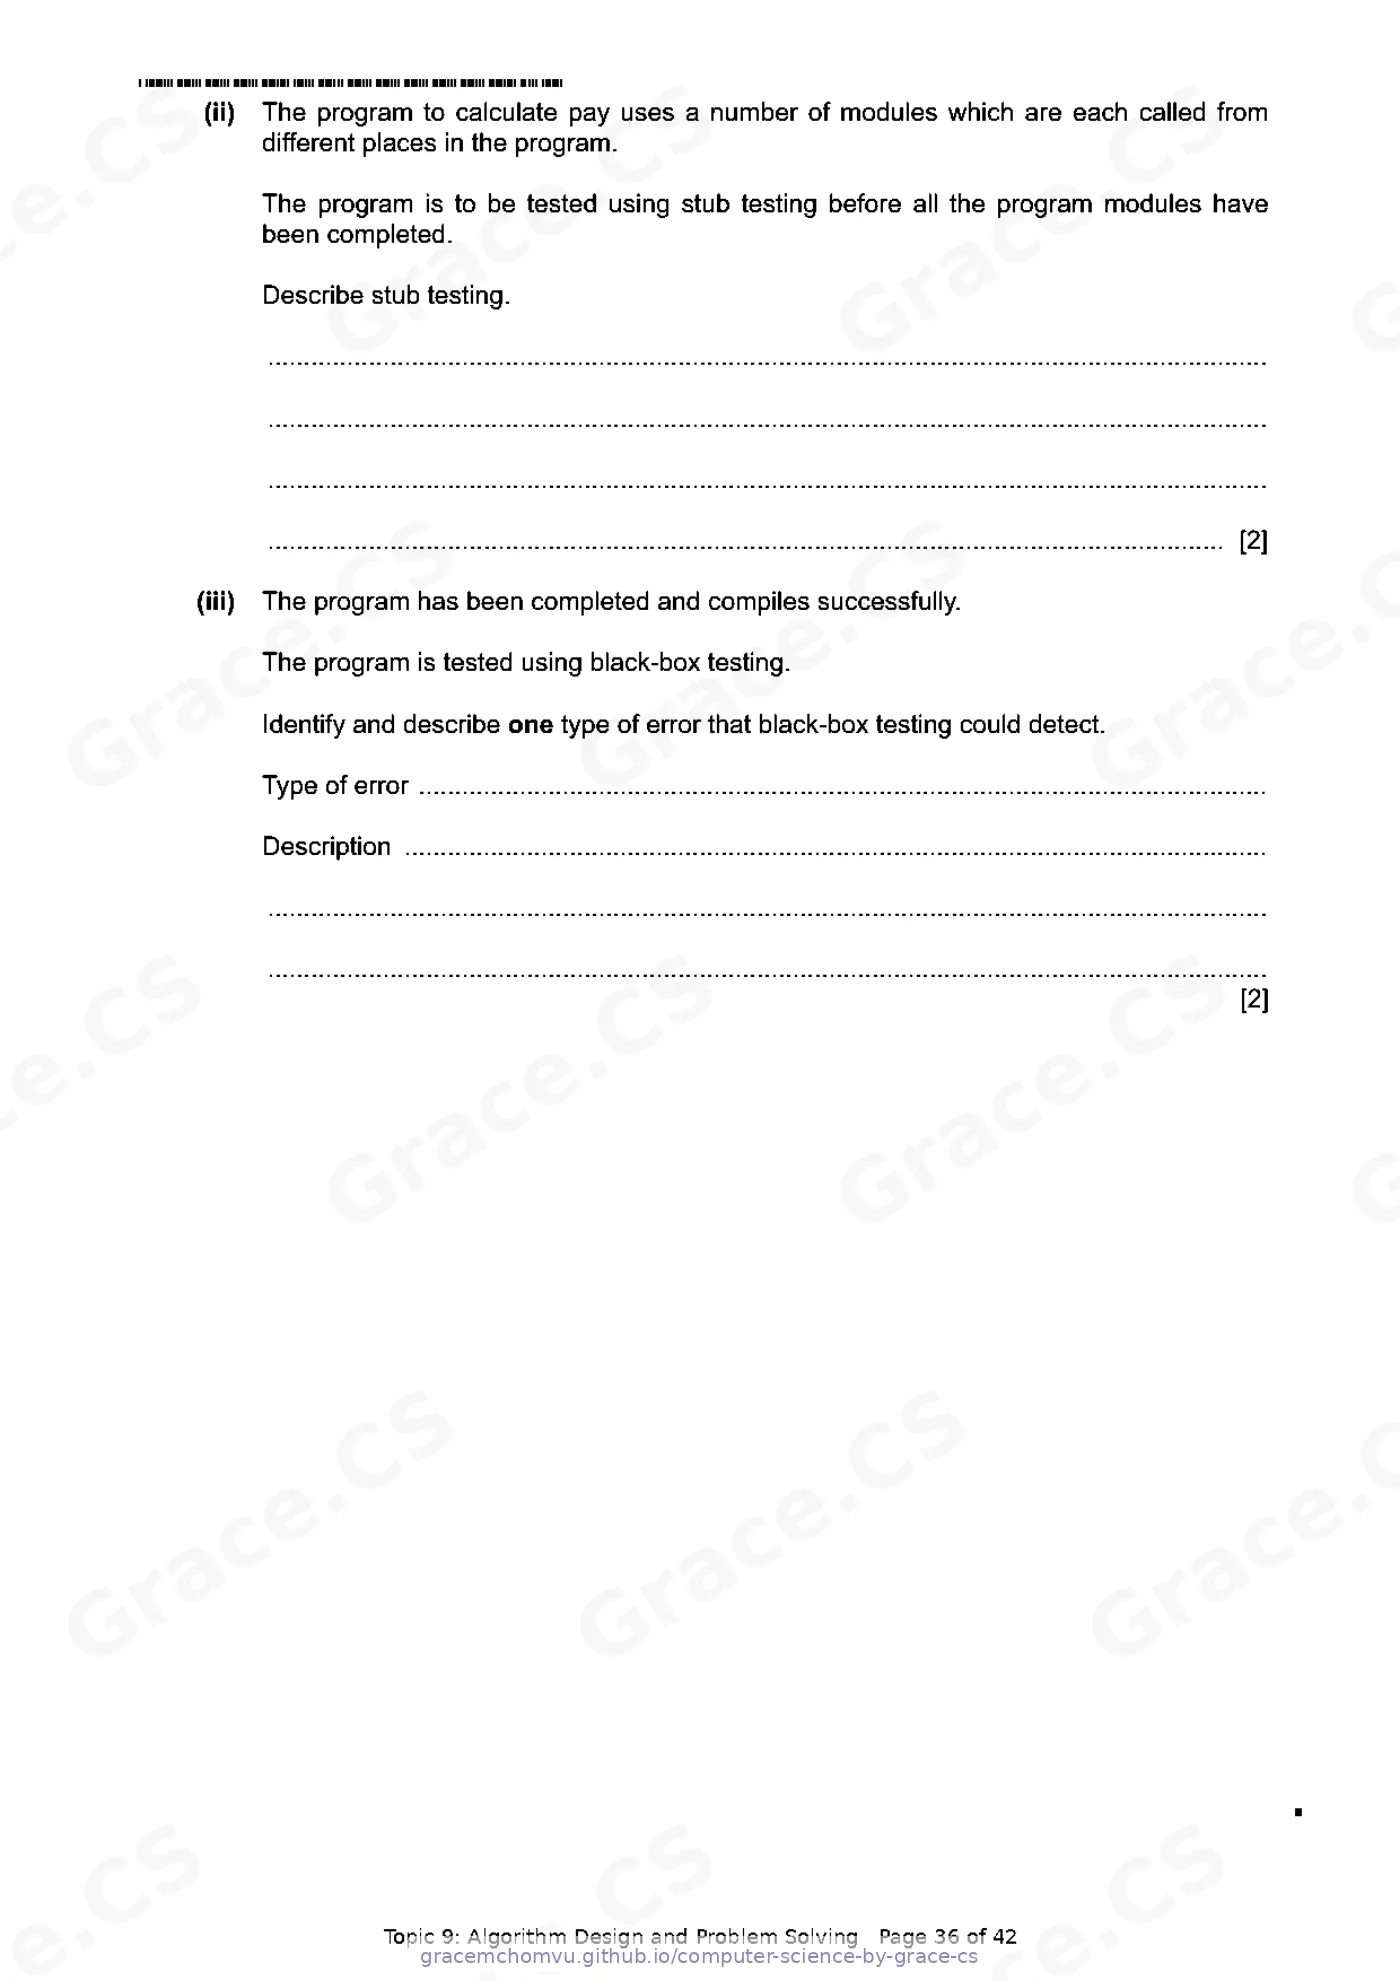 (ii) The program to calculate pay uses a number of modules which are each called from
different places in the program.
The program is to be tested using stub testing before all the program modules have
been completed.
Describe stub testing.
[2]
(iii) The program has been completed and compiles successfully.
The program is tested using black-box testing.
Identify and describe one type of error that black-box testing could detect.
Type of error
Description
[2]
Topic 9: Algorithm Design and Problem Solving Page 36 of 42
gracemchomvu.github.io/computer-science-by-grace-cs
Grace.CS